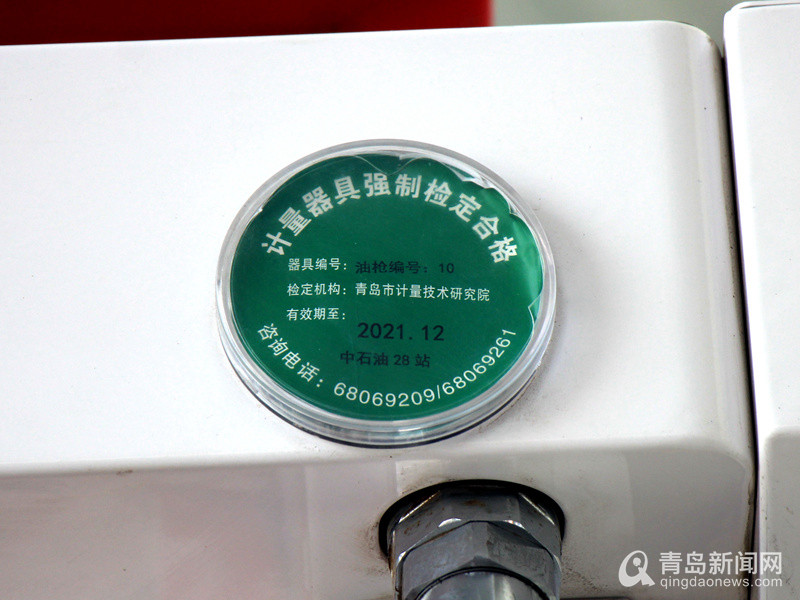 计量器具强制检定合格
器具编号：油枪编号：10
检定机构：青岛市计量技术研究院
有效期至：
2021.12
中石油28站
咨询电话：68069209/68069261
青岛新闻网
qingdaonews.com